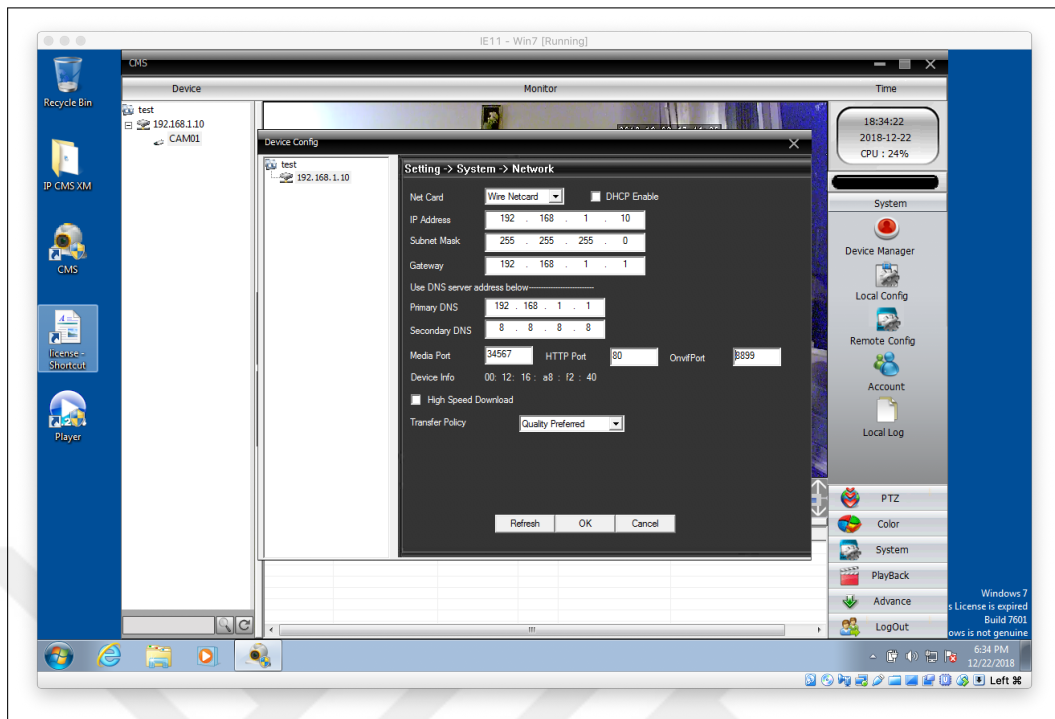 IE11 - Win7 [Running]
CMS
Device Monitor Time
Recycle Bin
IP CMS XM
CMS
license - Shortcut
Player
test
192.168.1.10
CAM01
Device Config
test
192.168.1.10
Setting -> System -> Network
Net Card Wire Netcard DHCP Enable
IP Address 192 . 168 . 1 . 10
Subnet Mask 255 . 255 . 255 . 0
Gateway 192 . 168 . 1 . 1
Use DNS server address below
Primary DNS 192 . 168 . 1 . 1
Secondary DNS 8 . 8 . 8 . 8
Media Port 34567 HTTP Port 80 OnvifPort 8899
Device Info 00: 12: 16 : a8 : f2 : 40
High Speed Download
Transfer Policy Quality Preferred
Refresh OK Cancel
18:34:22
2018-12-22
CPU : 24%
System
Device Manager
Local Config
Remote Config
Account
Local Log
PTZ
Color
System
PlayBack
Advance
LogOut
Windows 7
s License is expired
Build 7601
ows is not genuine
6:34 PM
12/22/2018
Left ⌘